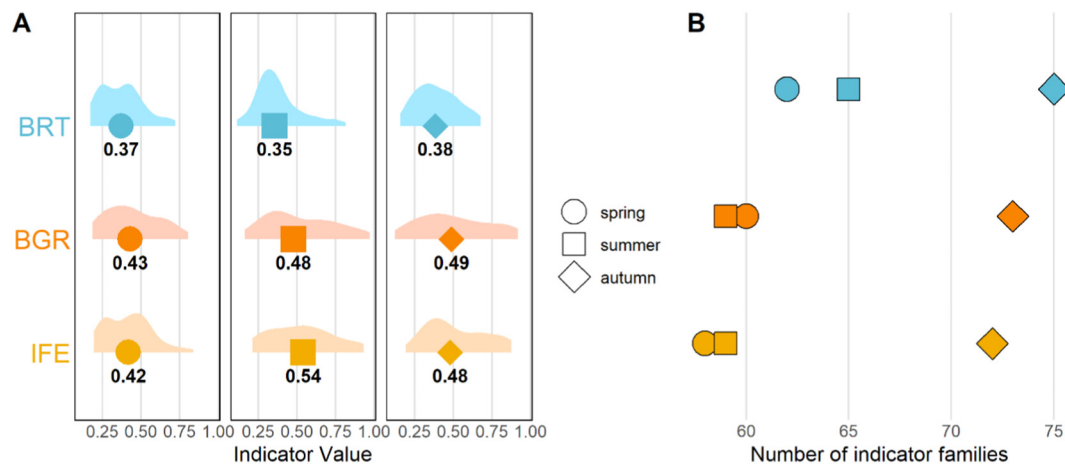 A
BRT
0.37
0.35
0.38
BGR
0.43
0.48
0.49
IFE
0.42
0.54
0.48
0.25 0.50 0.75 1.00
0.25 0.50 0.75 1.00
0.25 0.50 0.75 1.00
Indicator Value
spring
summer
autumn
B
60 65 70 75
Number of indicator families